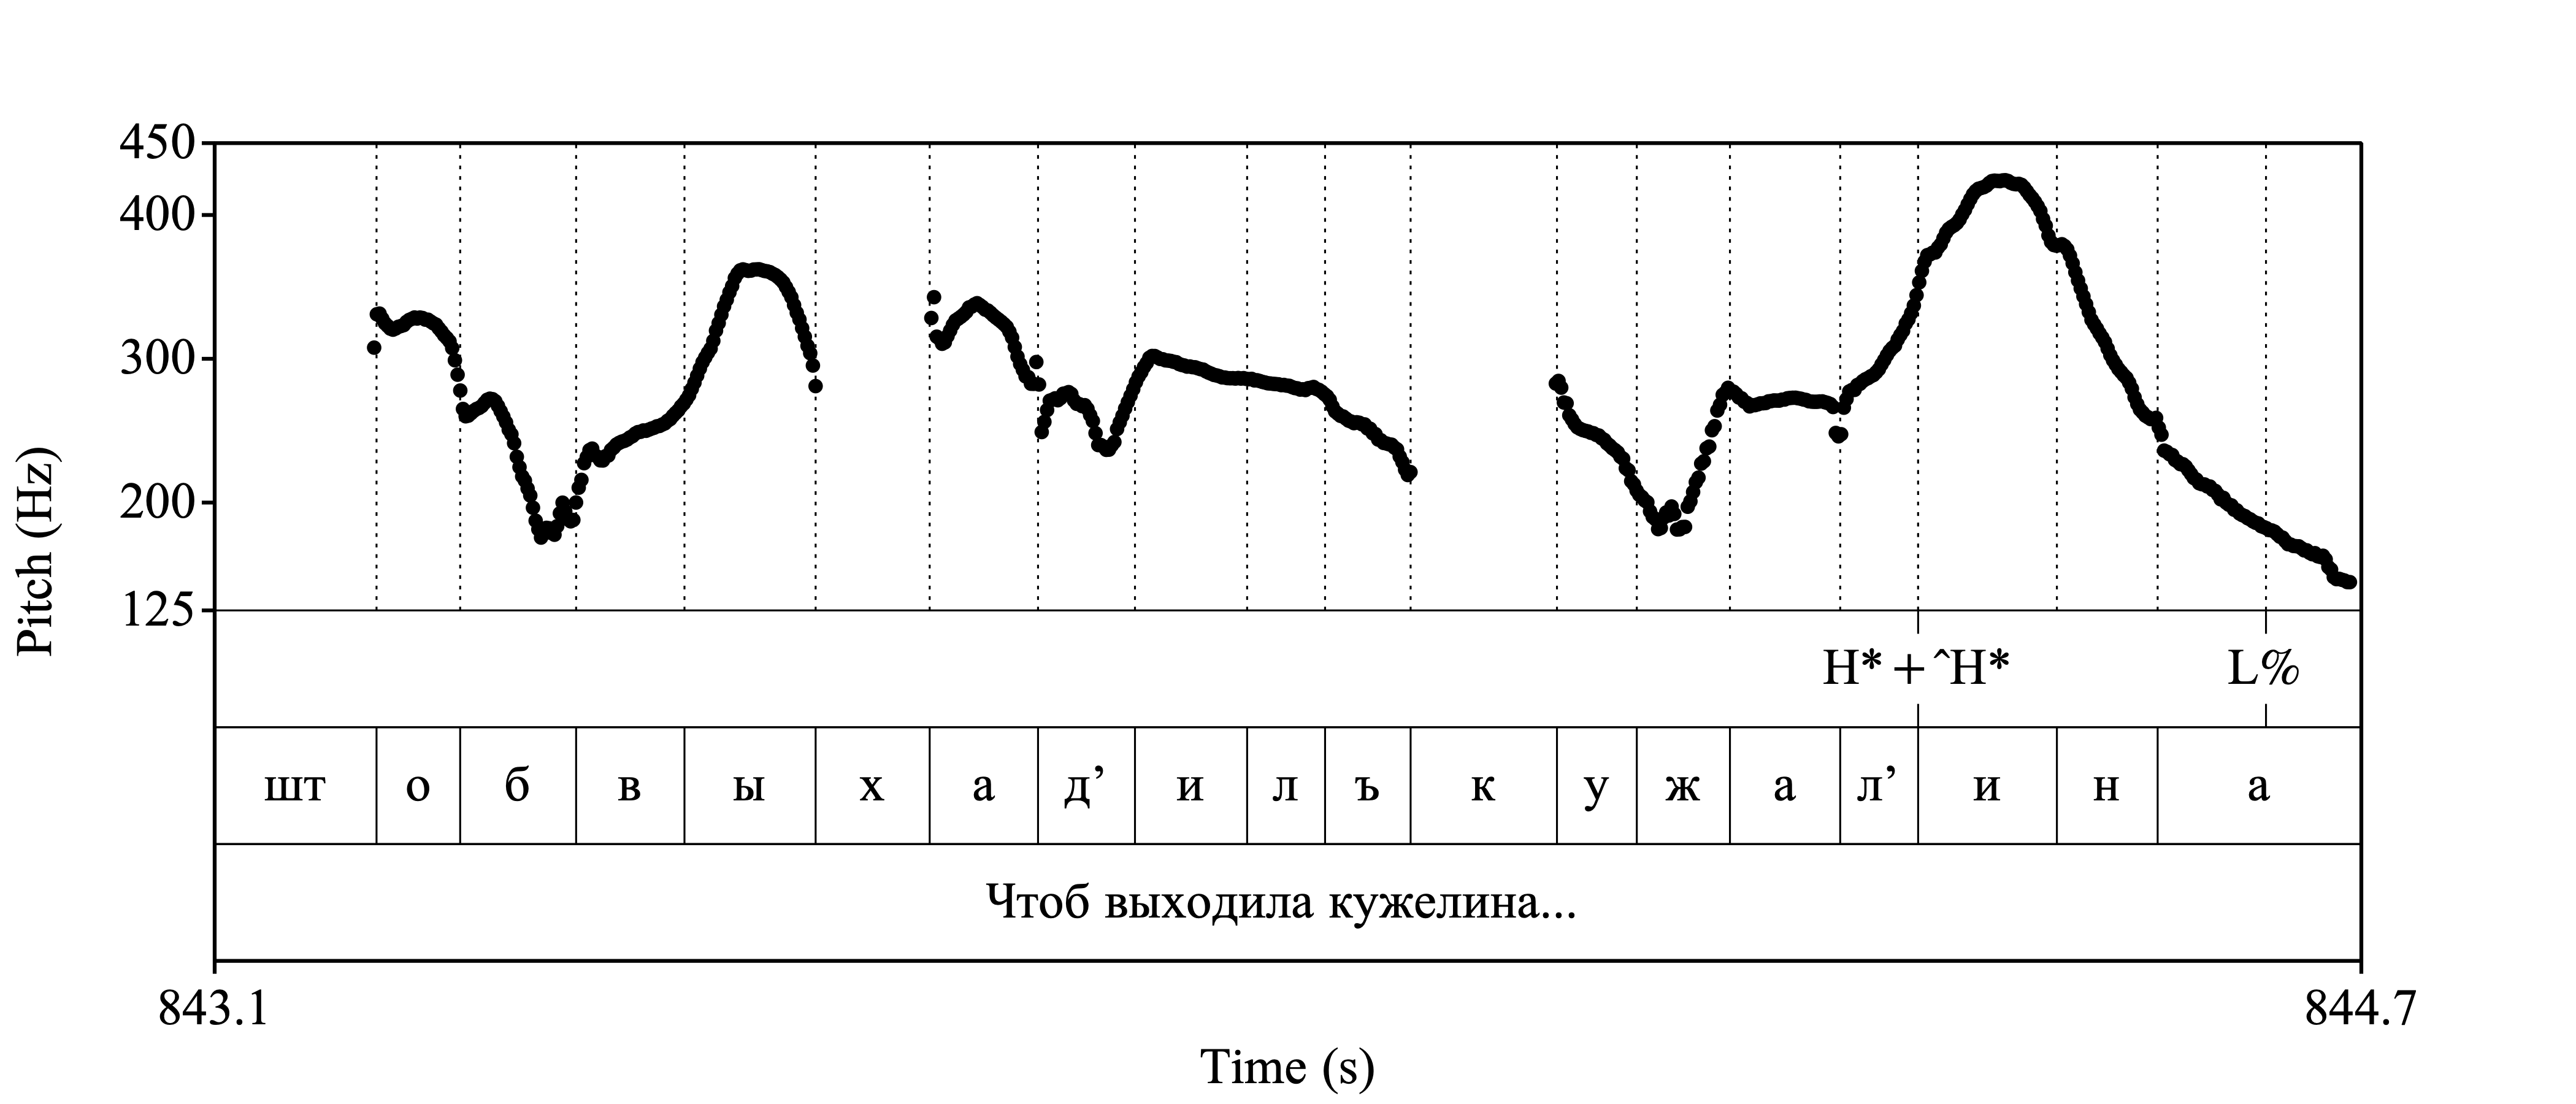 450
400
300
200
125
Pitch (Hz)
H* + ˆH* L%
шт о б в ы х а д’ и л ъ к у ж а л’ и н а
Чтоб выходила кужелина...
843.1 844.7
Time (s)